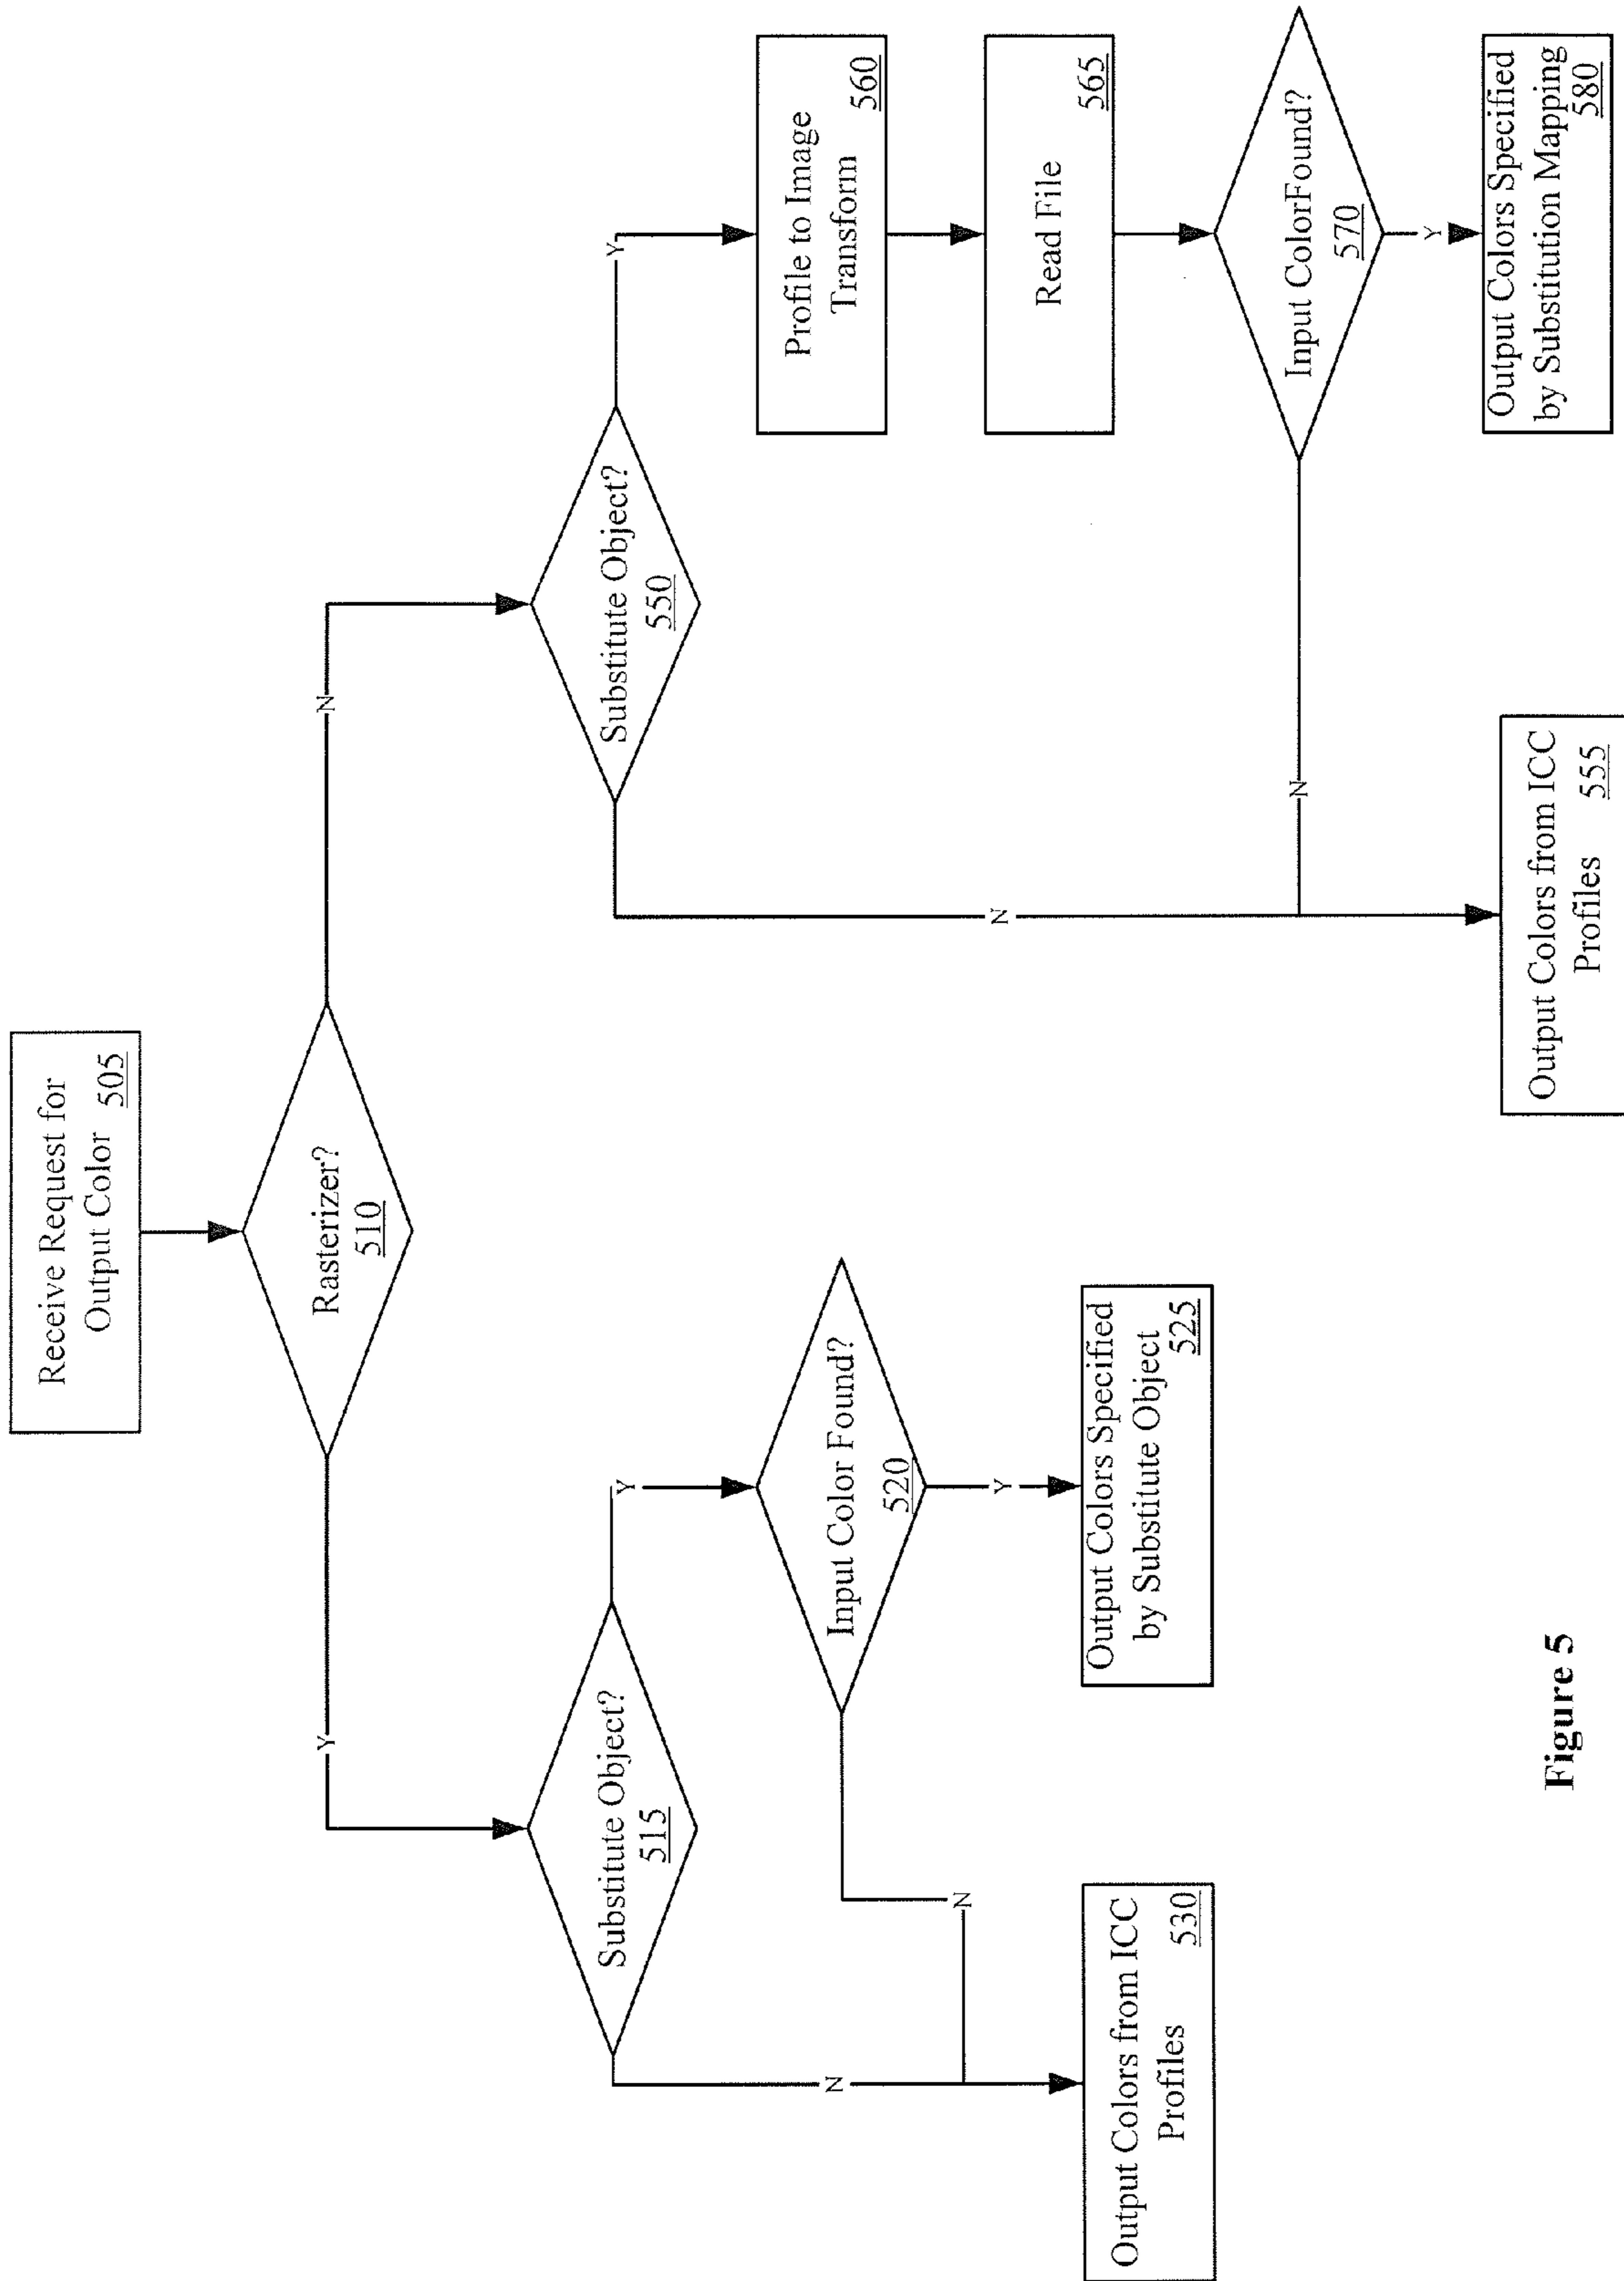 Receive Request for
Output Color 505
Rasterizer?
510
Y
N
Substitute Object?
515
Y
N
Input Color Found?
520
N
Y
Output Colors Specified
by Substitute Object
525
Output Colors from ICC
Profiles 530
Substitute Object?
550
Y
N
Profile to Image
Transform 560
Read File 565
Input ColorFound?
570
N
Y
Output Colors Specified
by Substitution Mapping
580
Output Colors from ICC
Profiles 555
Figure 5